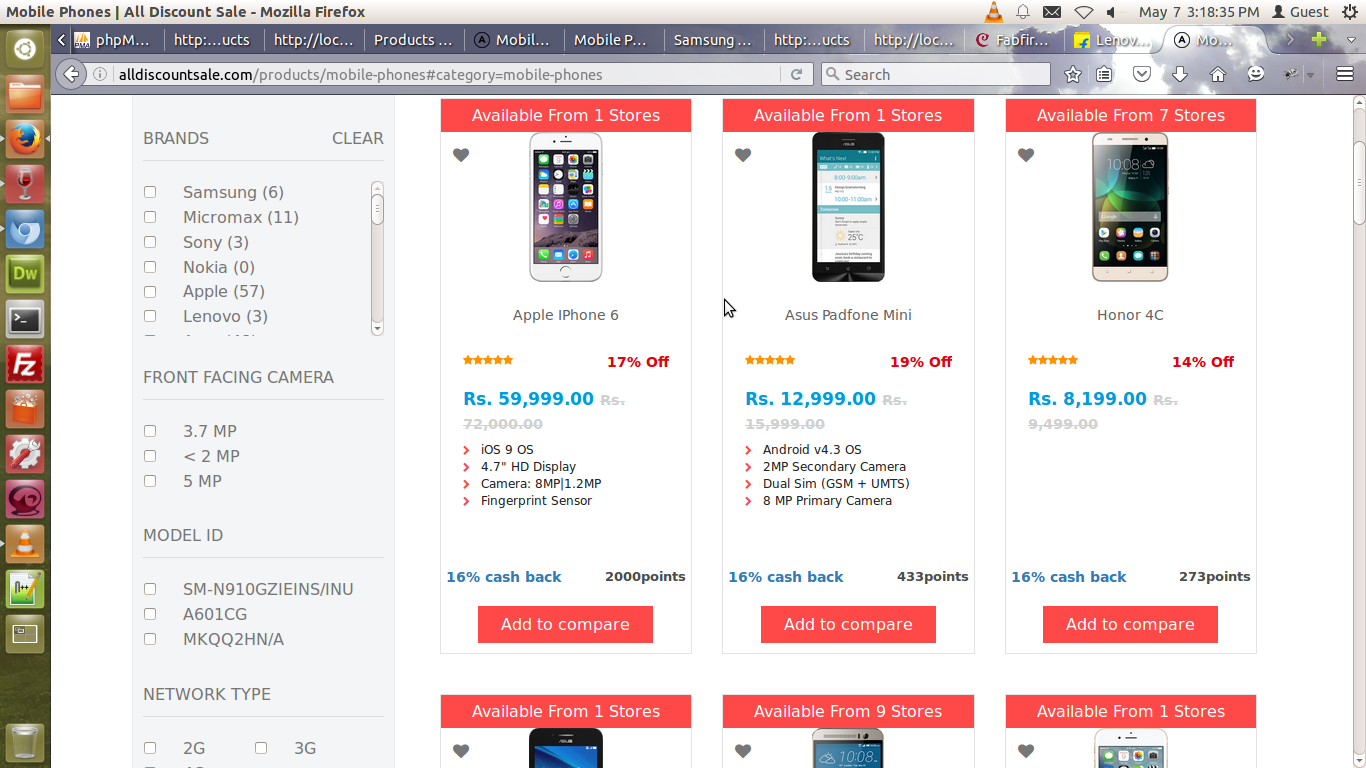 Mobile Phones | All Discount Sale - Mozilla Firefox
May 7 3:18:35 PM Guest
phpM... http:...ucts http://loc... Products ... Mobil... Mobile P... Samsung ... http:...ucts http://loc... Fabfir... Lenov... Mo...
alldiscountsale.com/products/mobile-phones#category=mobile-phones
Search
BRANDS CLEAR
Samsung (6)
Micromax (11)
Sony (3)
Nokia (0)
Apple (57)
Lenovo (3)
FRONT FACING CAMERA
3.7 MP
< 2 MP
5 MP
MODEL ID
SM-N910GZIEINS/INU
A601CG
MKQQ2HN/A
NETWORK TYPE
2G 3G
Available From 1 Stores
Apple IPhone 6
17% Off
Rs. 59,999.00 Rs.
72,000.00
iOS 9 OS
4.7" HD Display
Camera: 8MP|1.2MP
Fingerprint Sensor
16% cash back 2000points
Add to compare
Available From 1 Stores
Asus Padfone Mini
19% Off
Rs. 12,999.00 Rs.
15,999.00
Android v4.3 OS
2MP Secondary Camera
Dual Sim (GSM + UMTS)
8 MP Primary Camera
16% cash back 433points
Add to compare
Available From 7 Stores
Honor 4C
14% Off
Rs. 8,199.00 Rs.
9,499.00
16% cash back 273points
Add to compare
Available From 1 Stores
Available From 9 Stores
Available From 1 Stores